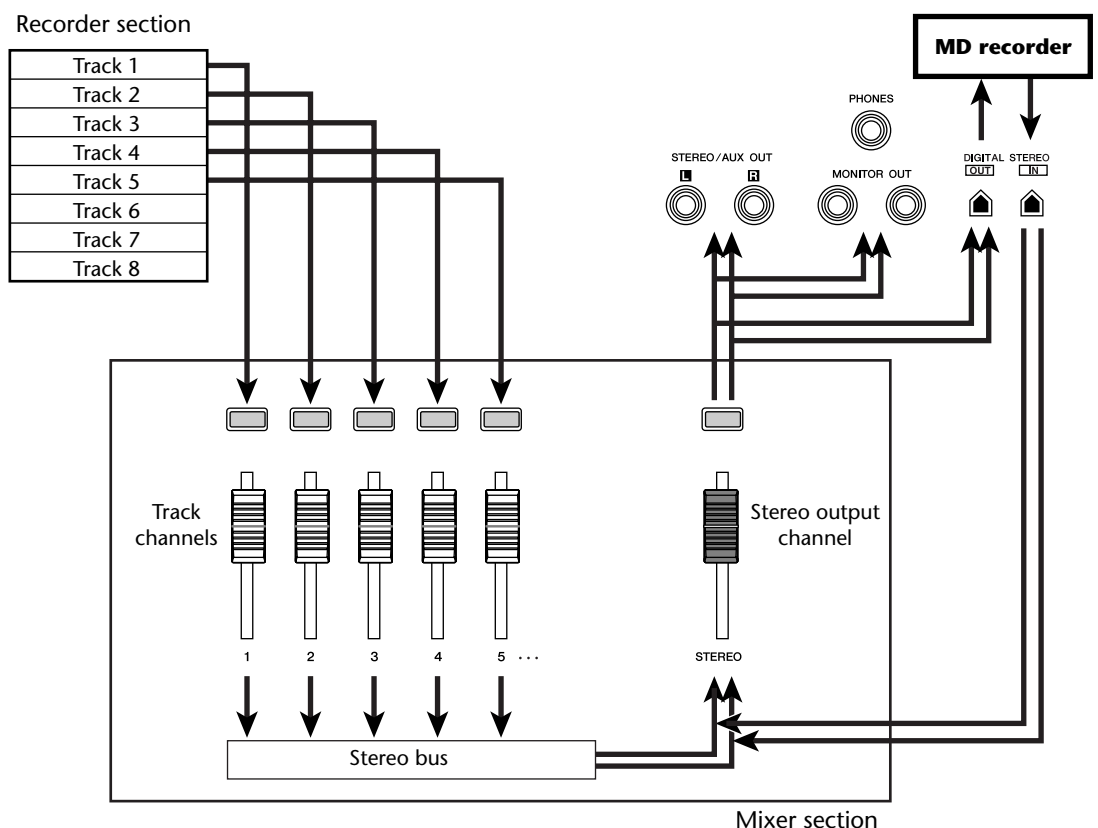 Recorder section
Track 1
Track 2
Track 3
Track 4
Track 5
Track 6
Track 7
Track 8
MD recorder
PHONES
STEREO/AUX OUT
L R
MONITOR OUT
DIGITAL STEREO
OUT IN
Track
channels
Stereo output
channel
1 2 3 4 5 ...
STEREO
Stereo bus
Mixer section